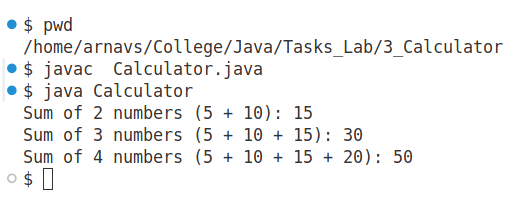 $ pwd
/home/arnavs/College/Java/Tasks_Lab/3_Calculator
$ javac  Calculator.java
$ java Calculator
Sum of 2 numbers (5 + 10): 15
Sum of 3 numbers (5 + 10 + 15): 30
Sum of 4 numbers (5 + 10 + 15 + 20): 50
$